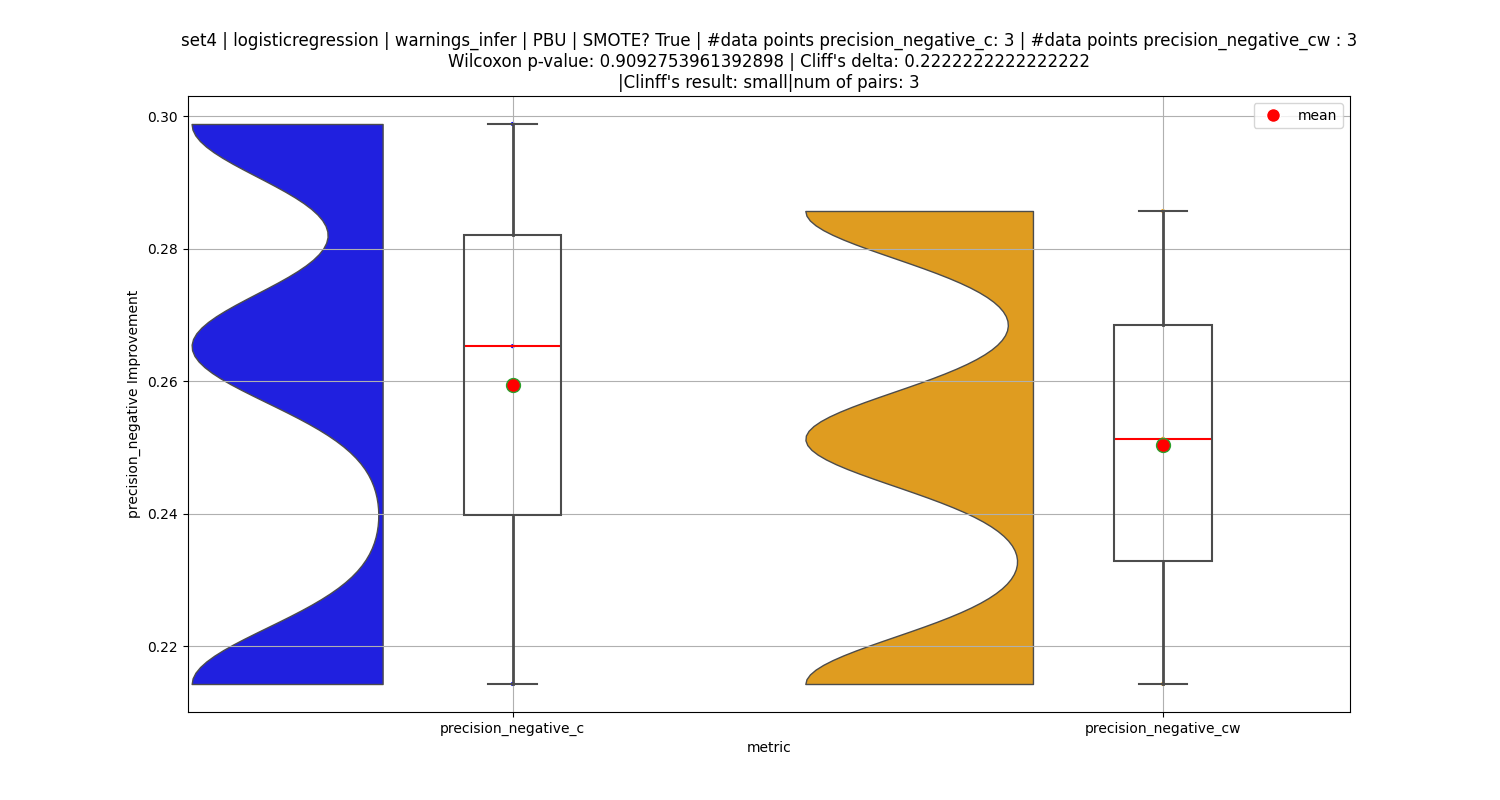 set4 | logisticregression | warnings_infer | PBU | SMOTE? True | #data points precision_negative_c: 3 | #data points precision_negative_cw : 3
Wilcoxon p-value: 0.9092753961392898 | Cliff's delta: 0.2222222222222222
|Clinff's result: small|num of pairs: 3
mean
0.30
0.28
0.26
0.24
0.22
precision_negative Improvement
precision_negative_c
precision_negative_cw
metric